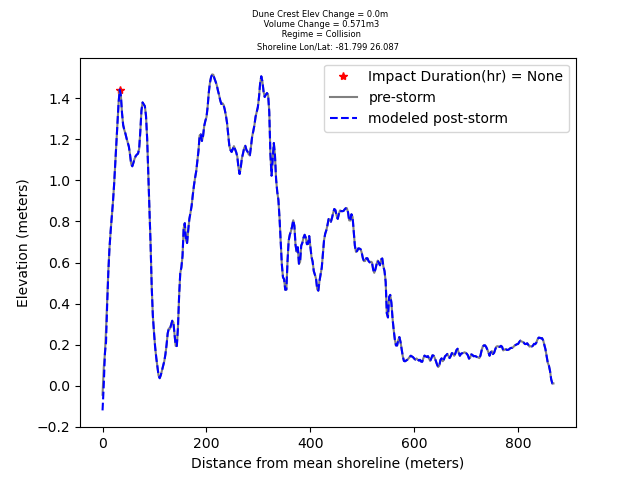 Dune Crest Elev Change = 0.0m
Volume Change = 0.571m3
Regime = Collision
Shoreline Lon/Lat: -81.799 26.087
Impact Duration(hr) = None
pre-storm
modeled post-storm
Elevation (meters)
1.4
1.2
1.0
0.8
0.6
0.4
0.2
0.0
−0.2
0 200 400 600 800
Distance from mean shoreline (meters)